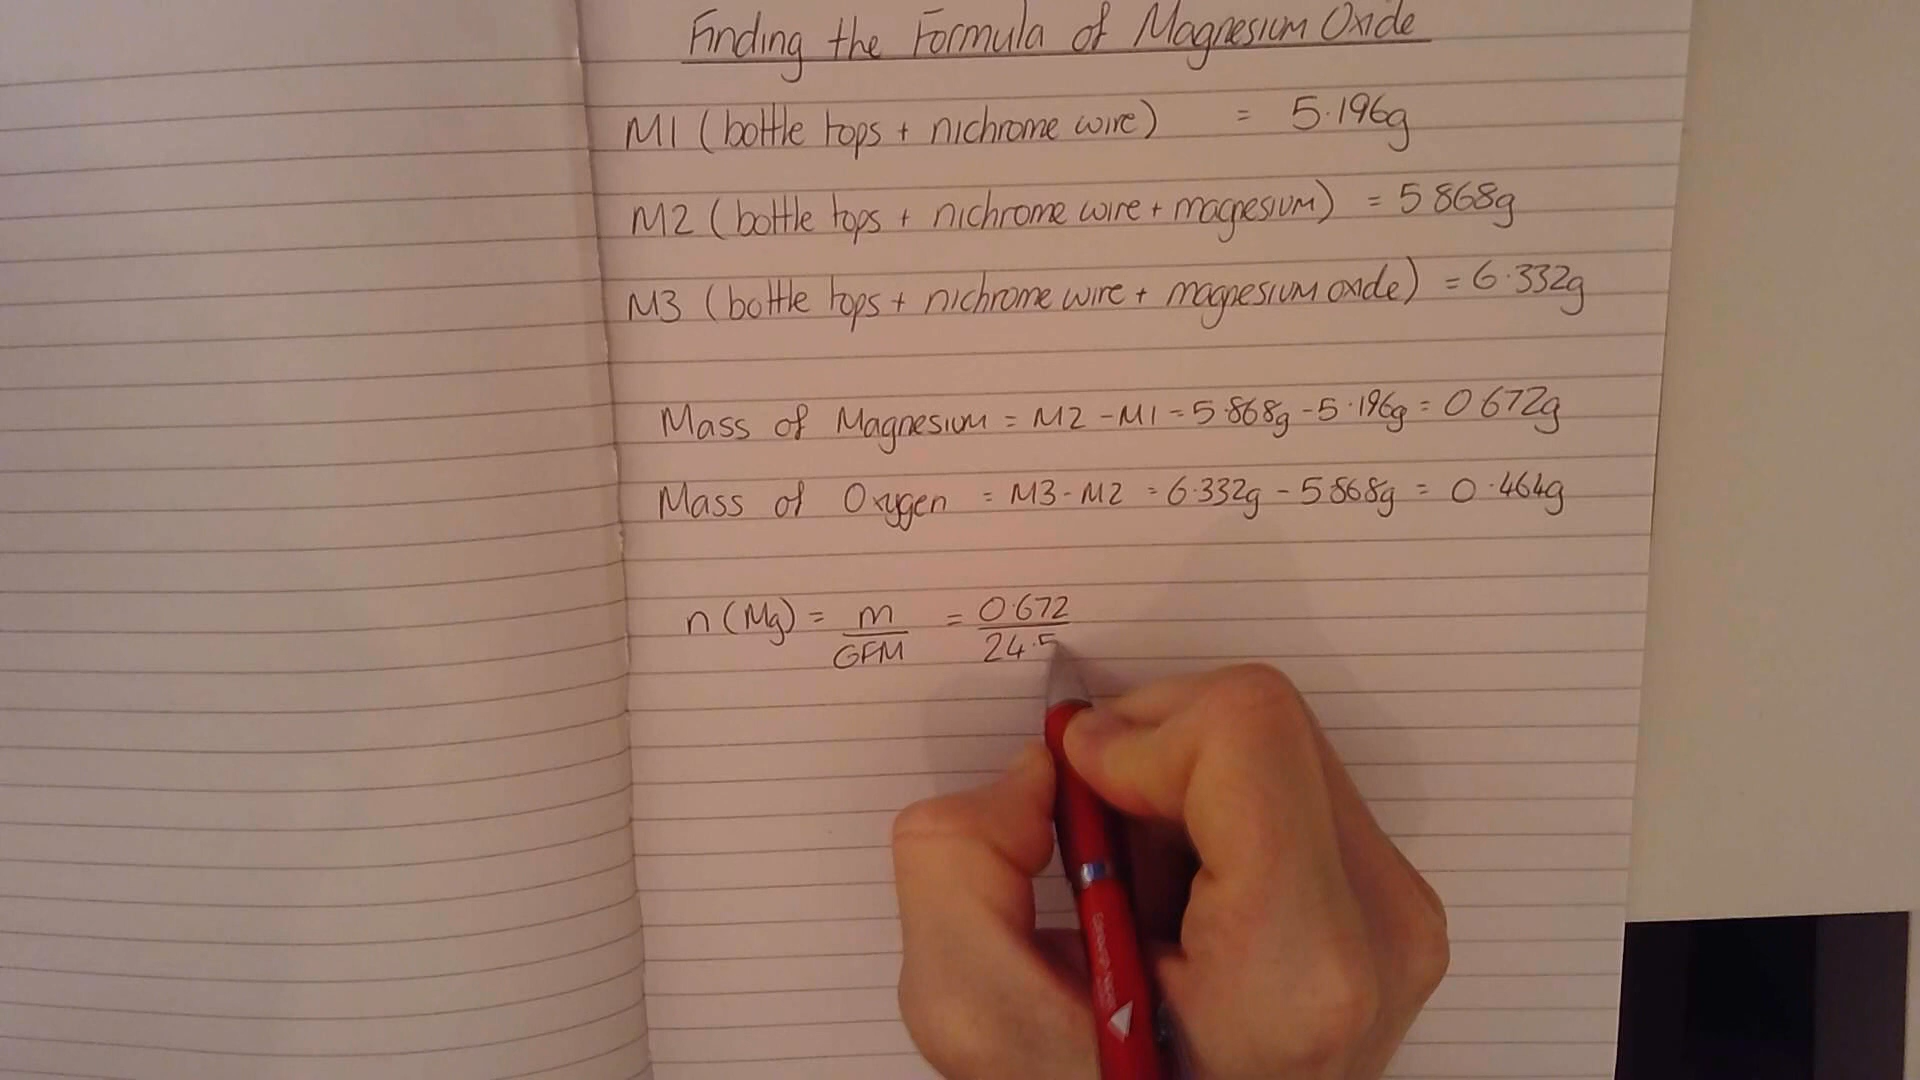 Finding the Formula of Magnesium Oxide
M1 (bottle tops + nichrome wire) = 5.196g
M2 (bottle tops + nichrome wire + magnesium) = 5 868g
M3 (bottle tops + nichrome wire + magnesium oxide) = 6.332g
Mass of Magnesium = M2 - M1 = 5.868g - 5.196g = 0 672g
Mass of Oxygen = M3 - M2 = 6.332g - 5 868g = 0.464g
n (Mg) = m/GFM = 0.672/24.5